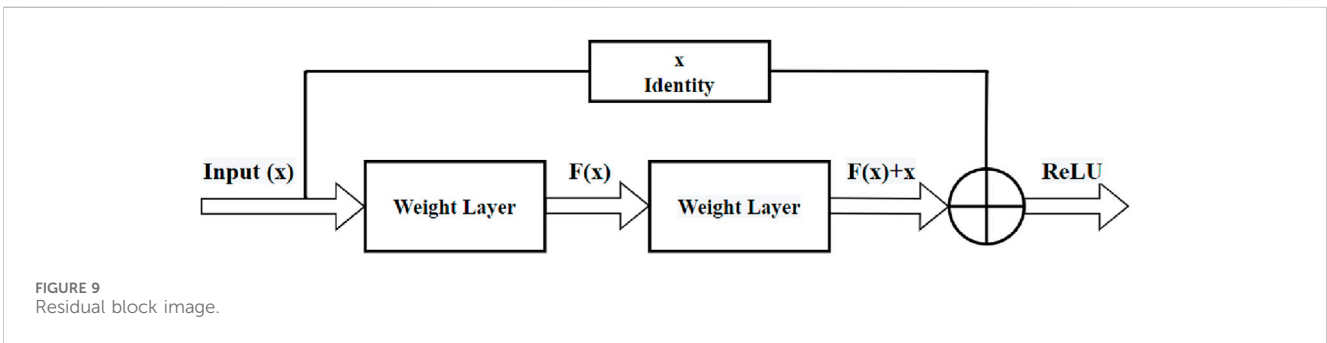 x
Identity
Input (x)
F(x)
F(x)+x
ReLU
Weight Layer
Weight Layer
FIGURE 9
Residual block image.